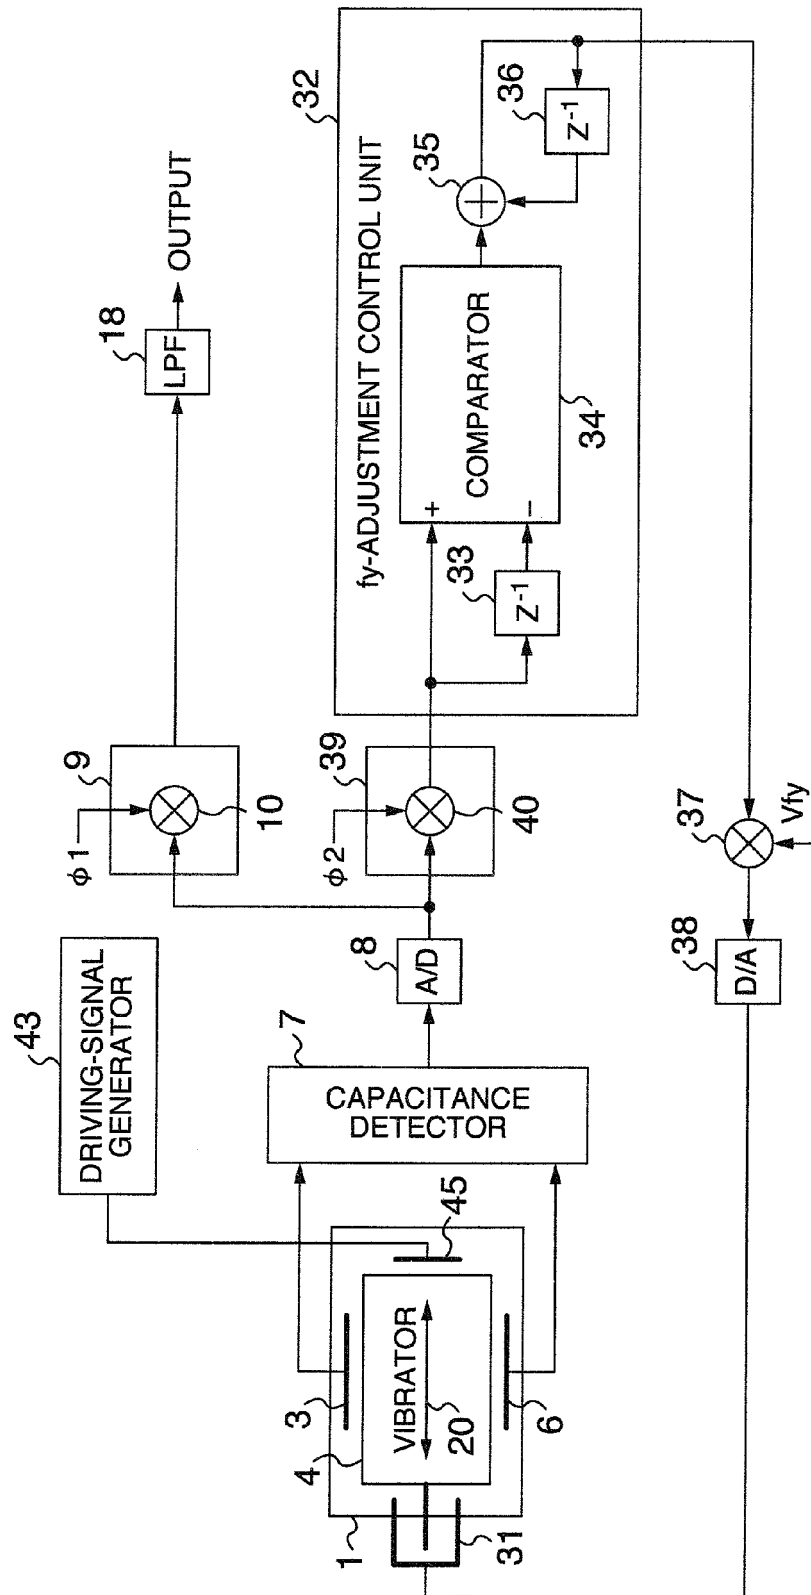 43
DRIVING-SIGNAL
GENERATOR
φ1
9
10
18
LPF
OUTPUT
1
3
4
VIBRATOR
20
6
31
45
7
CAPACITANCE
DETECTOR
8
A/D
φ2
39
40
32
fy-ADJUSTMENT CONTROL UNIT
33
Z⁻¹
+
−
COMPARATOR
34
35
+
36
Z⁻¹
37
Vfy
38
D/A